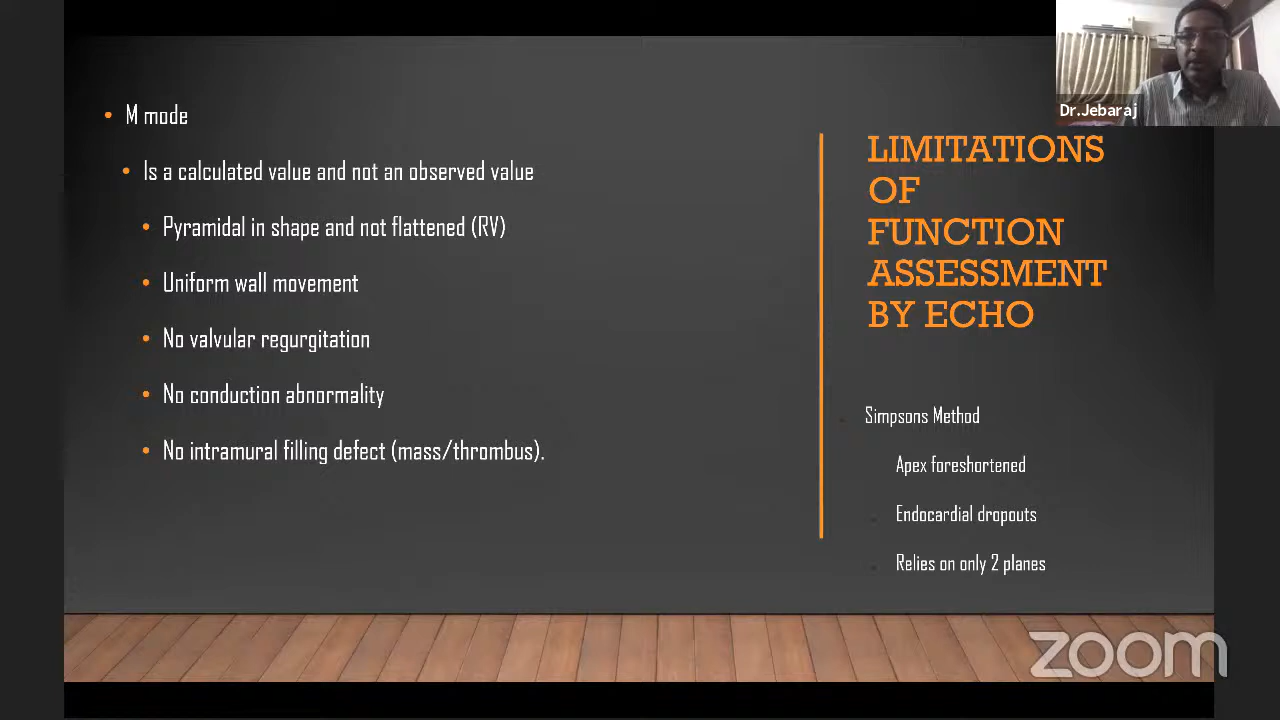 Dr.Jebaraj
M mode
Is a calculated value and not an observed value
Pyramidal in shape and not flattened (RV)
Uniform wall movement
No valvular regurgitation
No conduction abnormality
No intramural filling defect (mass/thrombus).
LIMITATIONS
OF
FUNCTION
ASSESSMENT
BY ECHO
Simpsons Method
Apex foreshortened
Endocardial dropouts
Relies on only 2 planes
zoom